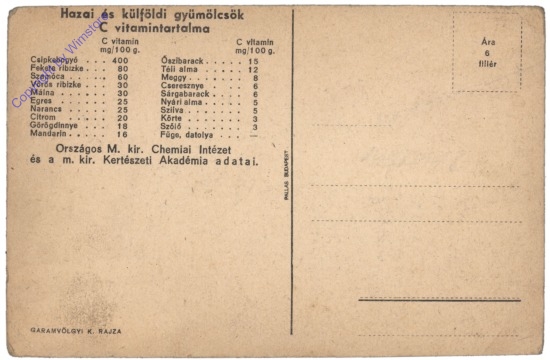 Hazai és külföldi gyümölcsök
C vitamintartalma
C vitamin
mg/100 g.
Csipkebogyó . . 400
Fekete ribizke . . 80
Szamóca . . . . 60
Vörös ribizke . . 30
Málna . . . . . 30
Egres . . . . . 25
Narancs . . . . 25
Citrom . . . . . 20
Görögdinnye . . 18
Mandarin . . . . 16
C vitamin
mg/100 g.
Őszibarack . . . 15
Téli alma . . . . 12
Meggy . . . . . 8
Cseresznye . . . 6
Sárgabarack . . . 6
Nyári alma . . . 5
Szilva . . . . . 5
Körte . . . . . 3
Szőlő . . . . . 3
Füge, datolya . . . —
Országos M. kir. Chemiai Intézet
és a m. kir. Kertészeti Akadémia adatai.
PALLAS BUDAPEST
Ára
6
fillér
GARAMVÖLGYI K. RAJZA
Copyright by Wimstore